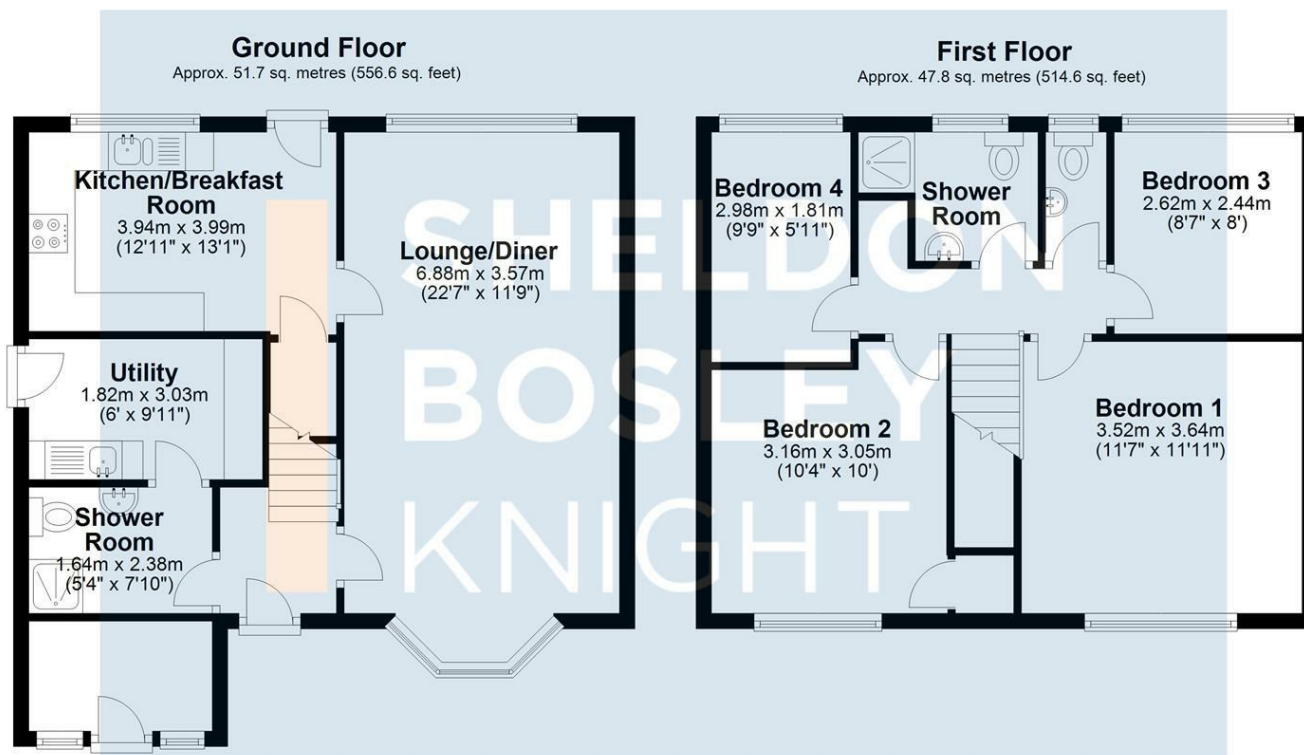 Ground Floor
Approx. 51.7 sq. metres (556.6 sq. feet)
Kitchen/Breakfast
Room
3.94m x 3.99m
(12'11" x 13'1")
Lounge/Diner
6.88m x 3.57m
(22'7" x 11'9")
Utility
1.82m x 3.03m
(6' x 9'11")
Shower
Room
1.64m x 2.38m
(5'4" x 7'10")
First Floor
Approx. 47.8 sq. metres (514.6 sq. feet)
Bedroom 4
2.98m x 1.81m
(9'9" x 5'11")
Shower
Room
Bedroom 3
2.62m x 2.44m
(8'7" x 8')
Bedroom 2
3.16m x 3.05m
(10'4" x 10')
Bedroom 1
3.52m x 3.64m
(11'7" x 11'11")
SHELDON
BOSLEY
KNIGHT